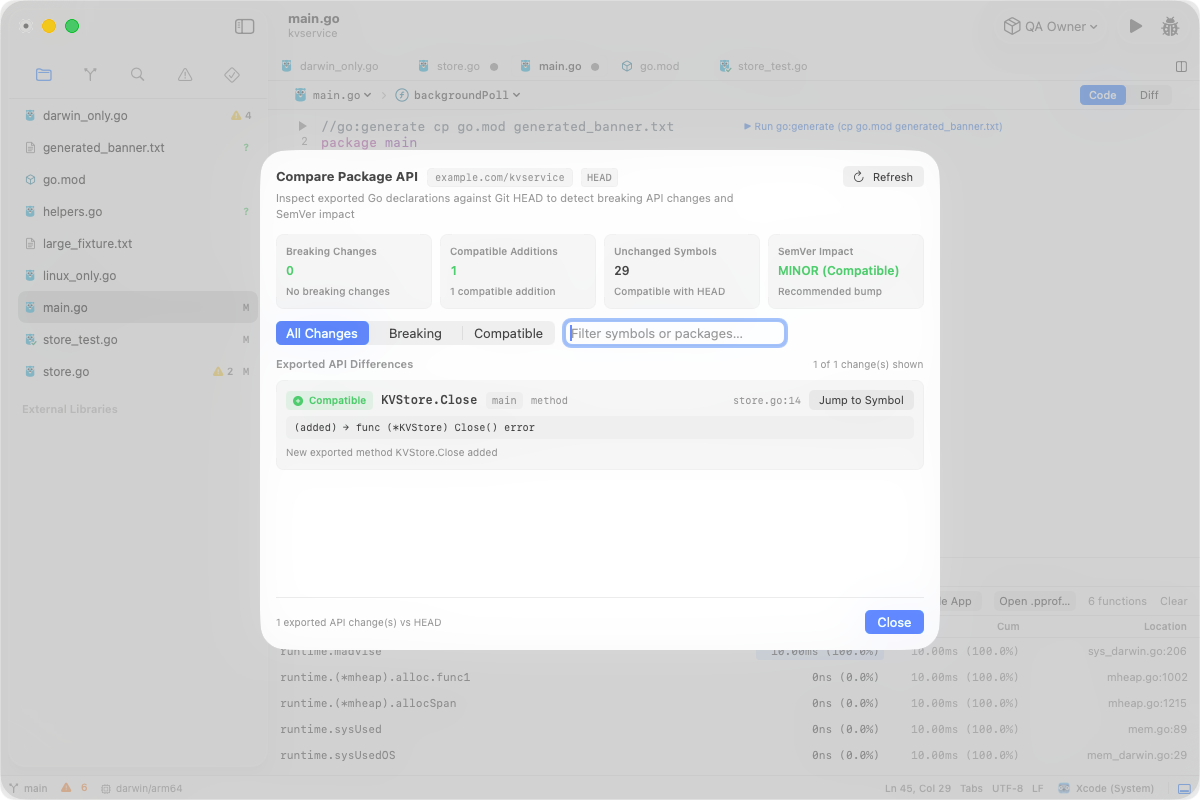 main.go
kvservice
QA Owner
darwin_only.go
store.go
main.go
go.mod
store_test.go
main.go
backgroundPoll
Code
Diff
darwin_only.go
4
generated_banner.txt
?
go.mod
helpers.go
?
large_fixture.txt
linux_only.go
main.go
M
store_test.go
M
store.go
2 M
External Libraries
//go:generate cp go.mod generated_banner.txt
Run go:generate (cp go.mod generated_banner.txt)
2 package main
Compare Package API
example.com/kvservice
HEAD
Refresh
Inspect exported Go declarations against Git HEAD to detect breaking API changes and
SemVer impact
Breaking Changes
0
No breaking changes
Compatible Additions
1
1 compatible addition
Unchanged Symbols
29
Compatible with HEAD
SemVer Impact
MINOR (Compatible)
Recommended bump
All Changes
Breaking
Compatible
Filter symbols or packages...
Exported API Differences
1 of 1 change(s) shown
Compatible
KVStore.Close
main
method
store.go:14
Jump to Symbol
(added) → func (*KVStore) Close() error
New exported method KVStore.Close added
1 exported API change(s) vs HEAD
Close
App
Open .pprof...
6 functions
Clear
Cum
Location
runtime.madvise 10.00ms (100.0%) 10.00ms (100.0%) sys_darwin.go:206
runtime.(*mheap).alloc.func1 0ns (0.0%) 10.00ms (100.0%) mheap.go:1002
runtime.(*mheap).allocSpan 0ns (0.0%) 10.00ms (100.0%) mheap.go:1215
runtime.sysUsed 0ns (0.0%) 10.00ms (100.0%) mem.go:89
runtime.sysUsedOS 0ns (0.0%) 10.00ms (100.0%) mem_darwin.go:29
main
6
darwin/arm64
Ln 45, Col 29
Tabs
UTF-8
LF
Xcode (System)